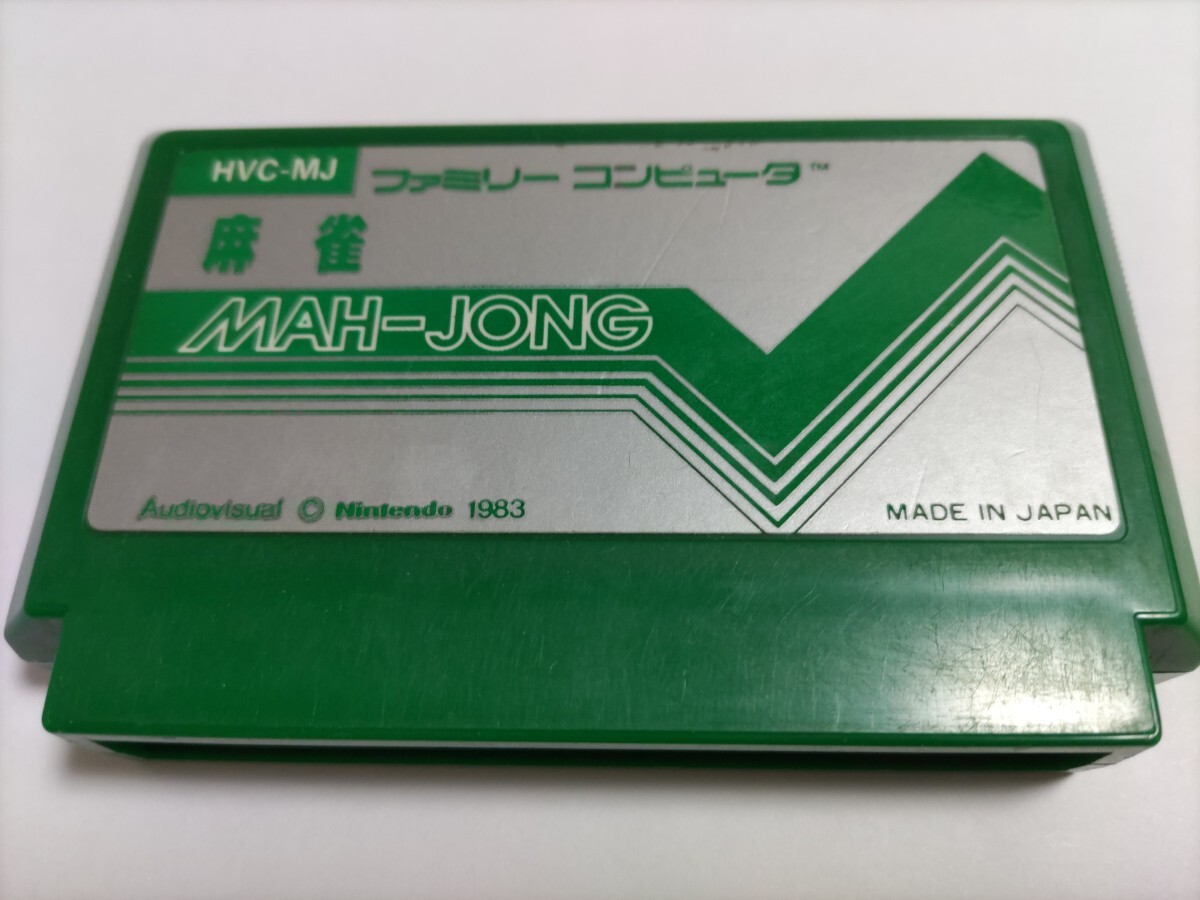 HVC-MJ
ファミリー コンピュータ™
麻雀
MAH-JONG
Audiovisual © Nintendo 1983
MADE IN JAPAN